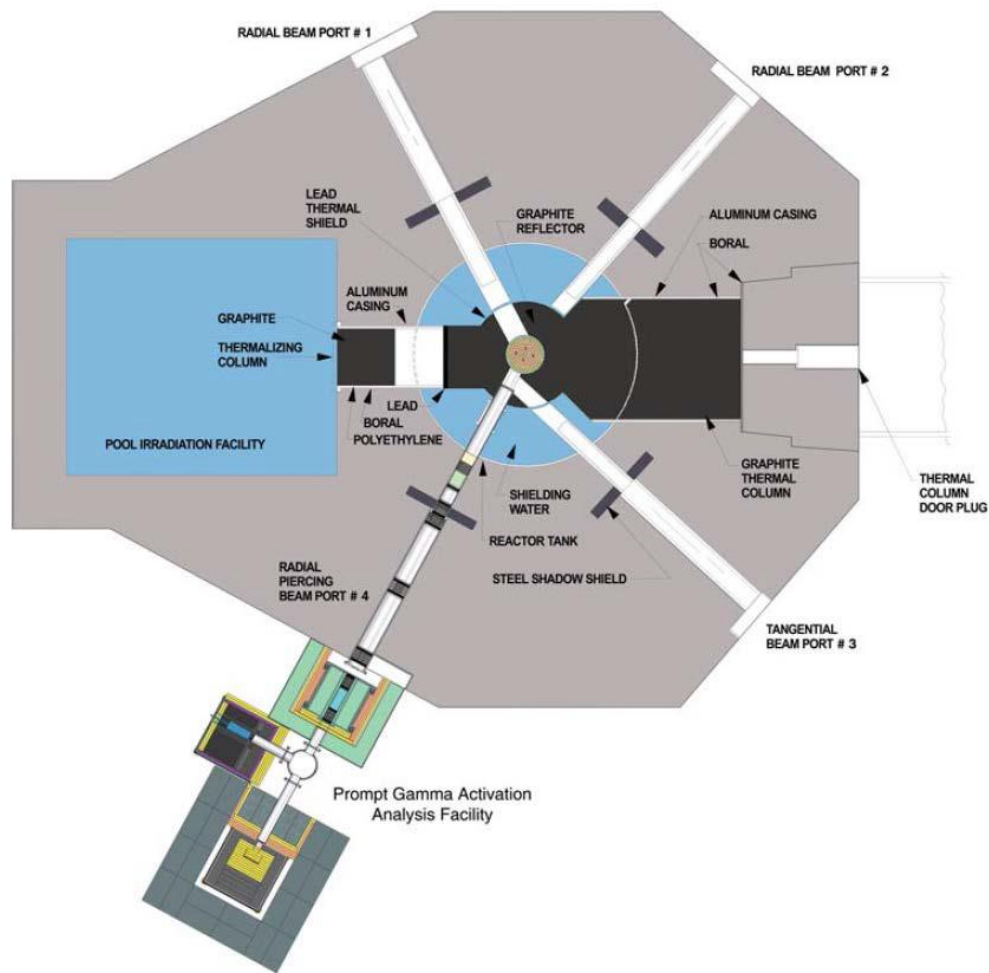 RADIAL BEAM PORT # 1
RADIAL BEAM PORT # 2
LEAD
THERMAL
SHIELD
GRAPHITE
REFLECTOR
ALUMINUM CASING
BORAL
ALUMINUM
CASING
GRAPHITE
THERMALIZING
COLUMN
LEAD
BORAL
POLYETHYLENE
POOL IRRADIATION FACILITY
GRAPHITE
THERMAL
COLUMN
THERMAL
COLUMN
DOOR PLUG
SHIELDING
WATER
REACTOR TANK
STEEL SHADOW SHIELD
RADIAL
PIERCING
BEAM PORT # 4
TANGENTIAL
BEAM PORT # 3
Prompt Gamma Activation
Analysis Facility